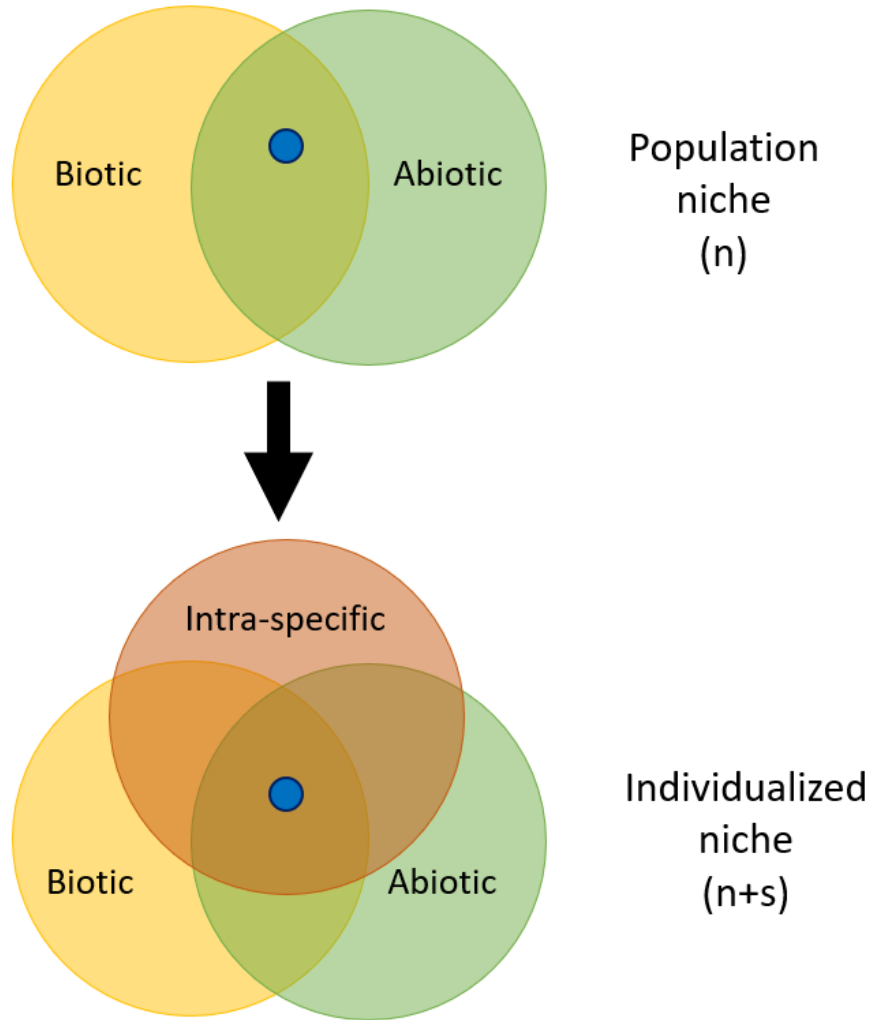 Biotic
Abiotic
Population
niche
(n)
Intra-specific
Biotic
Abiotic
Individualized
niche
(n+s)